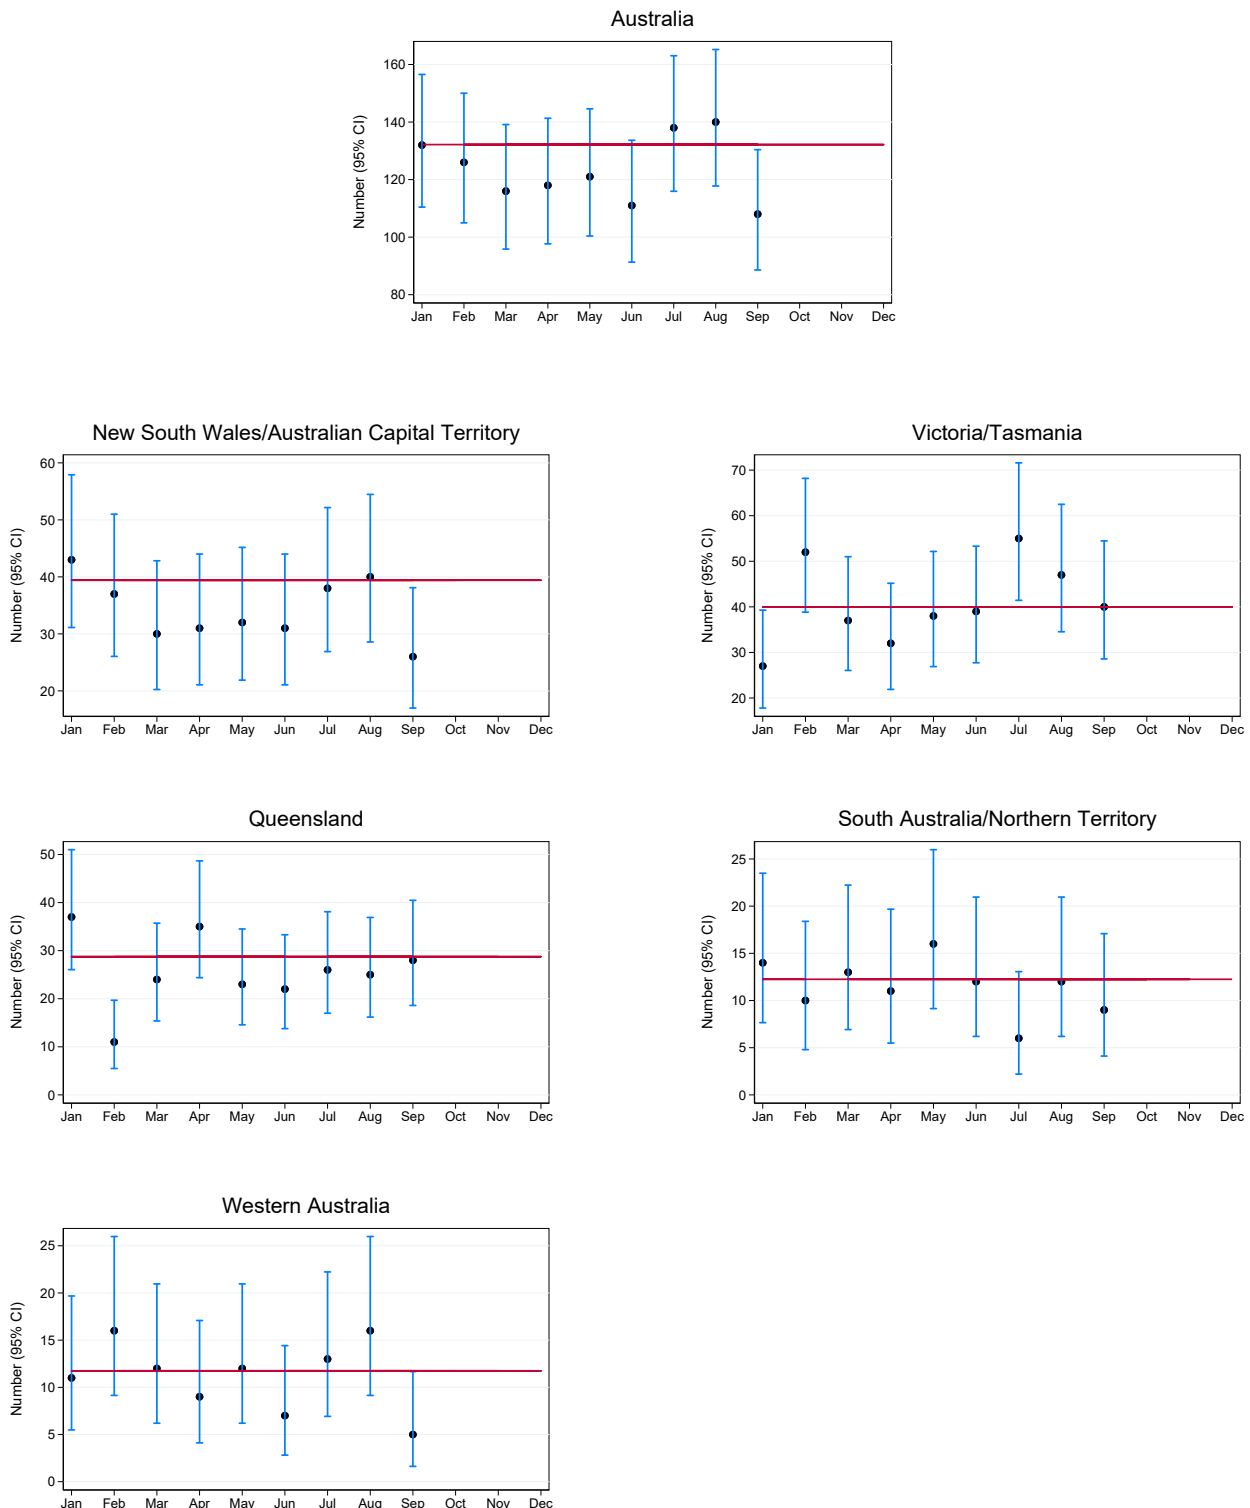 Australia
Number (95% CI)
160
140
120
100
80
Jan Feb Mar Apr May Jun Jul Aug Sep Oct Nov Dec
New South Wales/Australian Capital Territory
Number (95% CI)
60
50
40
30
20
Jan Feb Mar Apr May Jun Jul Aug Sep Oct Nov Dec
Victoria/Tasmania
Number (95% CI)
70
60
50
40
30
20
Jan Feb Mar Apr May Jun Jul Aug Sep Oct Nov Dec
Queensland
Number (95% CI)
50
40
30
20
10
0
Jan Feb Mar Apr May Jun Jul Aug Sep Oct Nov Dec
South Australia/Northern Territory
Number (95% CI)
25
20
15
10
5
0
Jan Feb Mar Apr May Jun Jul Aug Sep Oct Nov Dec
Western Australia
Number (95% CI)
25
20
15
10
5
0
Jan Feb Mar Apr May Jun Jul Aug Sep Oct Nov Dec